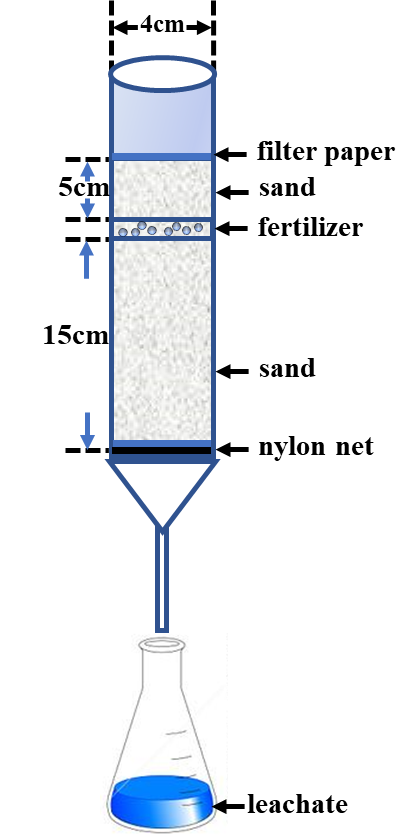 4cm
filter paper
5cm
sand
fertilizer
15cm
sand
nylon net
leachate